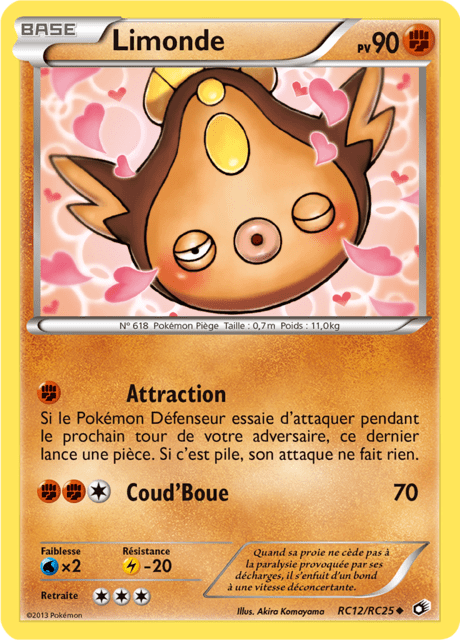 BASE
Limonde
PV 90
N° 618 Pokémon Piège Taille : 0,7m Poids : 11,0kg
Attraction
Si le Pokémon Défenseur essaie d'attaquer pendant
le prochain tour de votre adversaire, ce dernier
lance une pièce. Si c'est pile, son attaque ne fait rien.
Coud'Boue 70
Faiblesse Résistance
×2 -20
Quand sa proie ne cède pas à
la paralysie provoquée par ses
décharges, il s'enfuit d'un bond
à une vitesse déconcertante.
Retraite
©2013 Pokémon Illus. Akira Komayama RC12/RC25